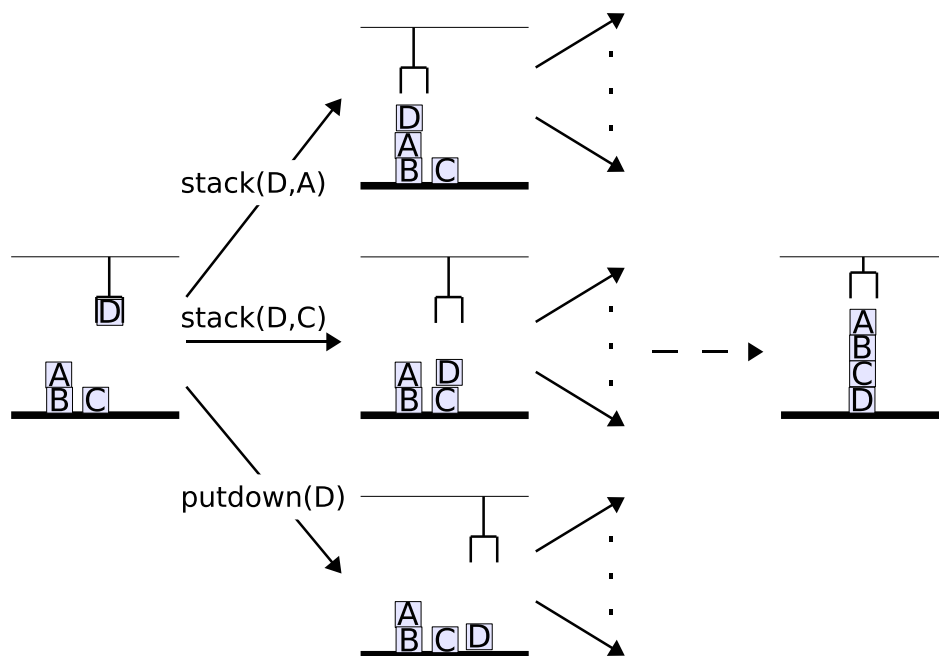 D
A
B C
stack(D,A)
D
A
B C
stack(D,C)
A D
B C
A
B
C
D
putdown(D)
A
B C D